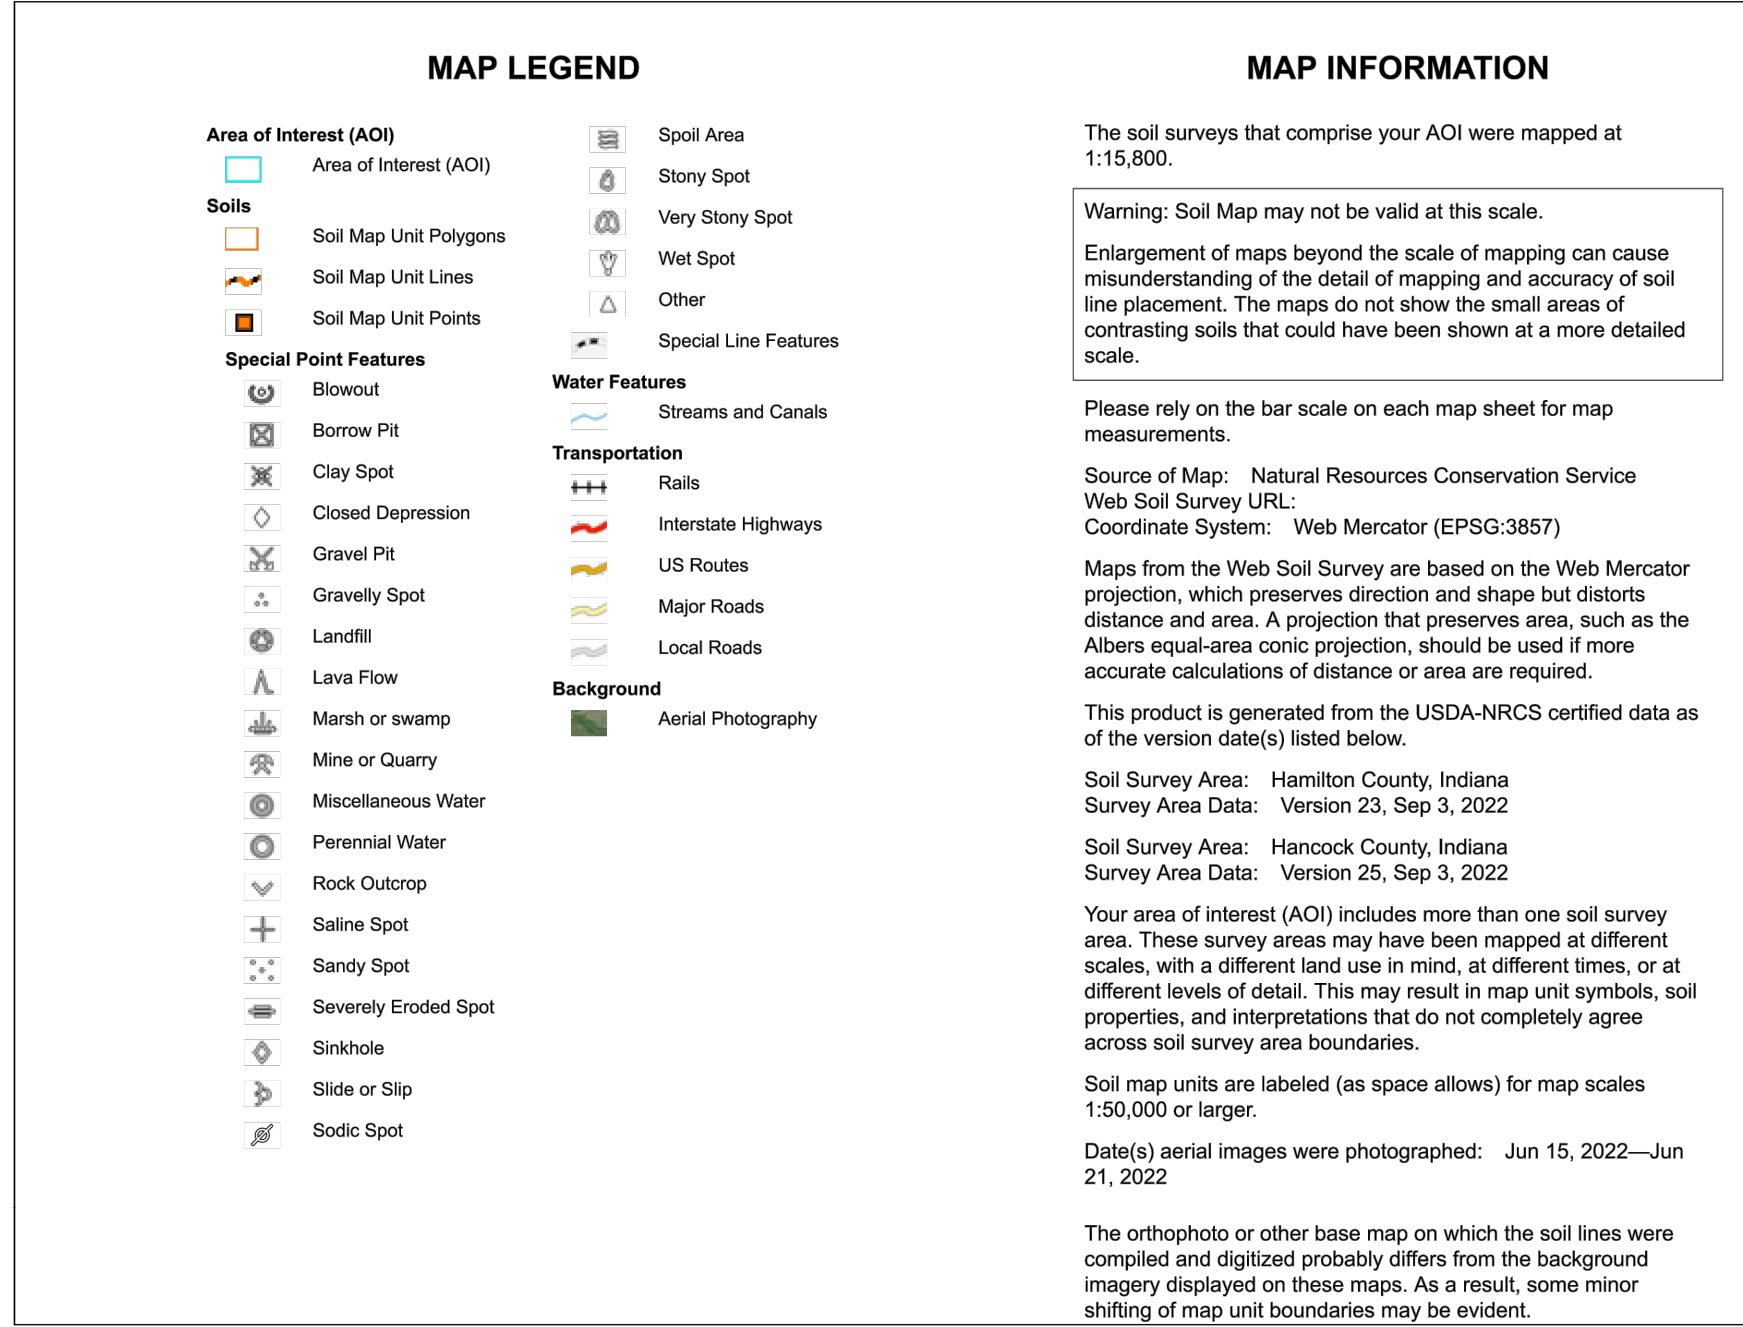 MAP LEGEND
Area of Interest (AOI)
Area of Interest (AOI)
Soils
Soil Map Unit Polygons
Soil Map Unit Lines
Soil Map Unit Points
Special Point Features
Blowout
Borrow Pit
Clay Spot
Closed Depression
Gravel Pit
Gravelly Spot
Landfill
Lava Flow
Marsh or swamp
Mine or Quarry
Miscellaneous Water
Perennial Water
Rock Outcrop
Saline Spot
Sandy Spot
Severely Eroded Spot
Sinkhole
Slide or Slip
Sodic Spot
Spoil Area
Stony Spot
Very Stony Spot
Wet Spot
Other
Special Line Features
Water Features
Streams and Canals
Transportation
Rails
Interstate Highways
US Routes
Major Roads
Local Roads
Background
Aerial Photography
MAP INFORMATION
The soil surveys that comprise your AOI were mapped at
1:15,800.
Warning: Soil Map may not be valid at this scale.
Enlargement of maps beyond the scale of mapping can cause
misunderstanding of the detail of mapping and accuracy of soil
line placement. The maps do not show the small areas of
contrasting soils that could have been shown at a more detailed
scale.
Please rely on the bar scale on each map sheet for map
measurements.
Source of Map: Natural Resources Conservation Service
Web Soil Survey URL:
Coordinate System: Web Mercator (EPSG:3857)
Maps from the Web Soil Survey are based on the Web Mercator
projection, which preserves direction and shape but distorts
distance and area. A projection that preserves area, such as the
Albers equal-area conic projection, should be used if more
accurate calculations of distance or area are required.
This product is generated from the USDA-NRCS certified data as
of the version date(s) listed below.
Soil Survey Area: Hamilton County, Indiana
Survey Area Data: Version 23, Sep 3, 2022
Soil Survey Area: Hancock County, Indiana
Survey Area Data: Version 25, Sep 3, 2022
Your area of interest (AOI) includes more than one soil survey
area. These survey areas may have been mapped at different
scales, with a different land use in mind, at different times, or at
different levels of detail. This may result in map unit symbols, soil
properties, and interpretations that do not completely agree
across soil survey area boundaries.
Soil map units are labeled (as space allows) for map scales
1:50,000 or larger.
Date(s) aerial images were photographed: Jun 15, 2022—Jun
21, 2022
The orthophoto or other base map on which the soil lines were
compiled and digitized probably differs from the background
imagery displayed on these maps. As a result, some minor
shifting of map unit boundaries may be evident.